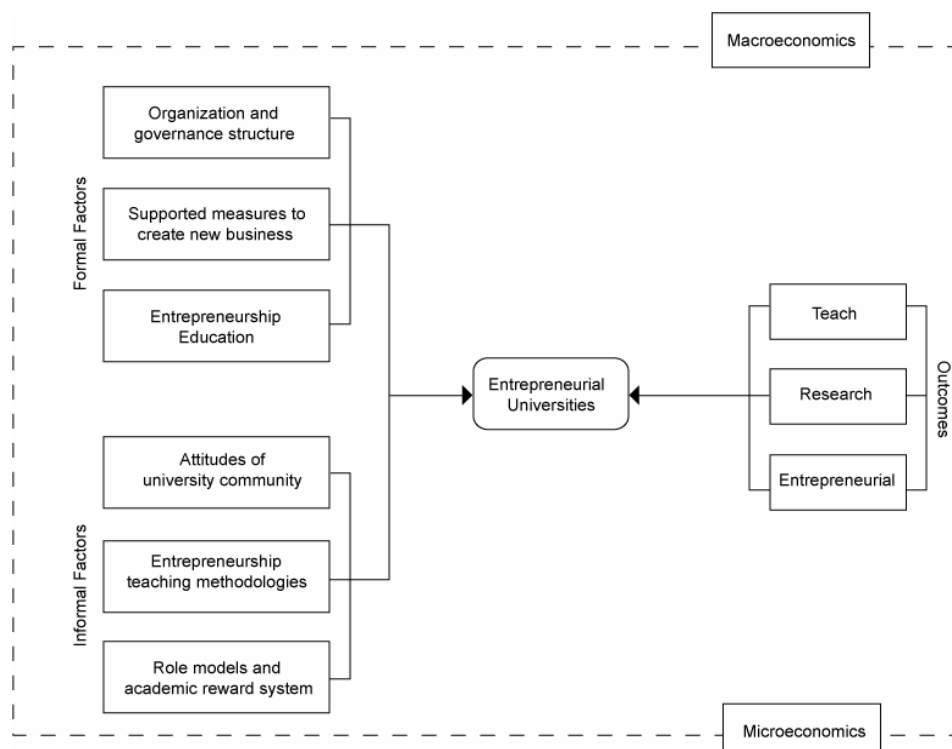 Macroeconomics
Formal Factors
Organization and
governance structure
Supported measures to
create new business
Entrepreneurship
Education
Informal Factors
Attitudes of
university community
Entrepreneurship
teaching methodologies
Role models and
academic reward system
Entrepreneurial
Universities
Teach
Research
Entrepreneurial
Outcomes
Microeconomics